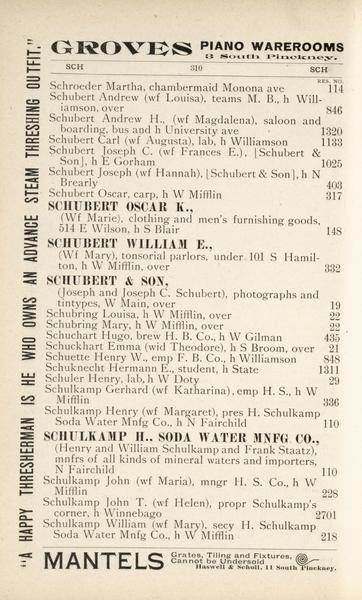 GROVES PIANO WAREROOMS
3 South Pinckney.
SCH 310 SCH
RES. NO.
Schroeder Martha, chambermaid Monona ave 114
Schubert Andrew (wf Louisa), teams M. B., h Will-
iamson, over 846
Schubert Andrew H., (wf Magdalena), saloon and
boarding, bus and h University ave 1320
Schubert Carl (wf Augusta), lab, h Williamson 1133
Schubert Joseph C. (wf Frances E.), [Schubert &
Son], h E Gorham 1025
Schubert Joseph (wf Hannah), [Schubert & Son], h N
Brearly 403
Schubert Oscar, carp, h W Mifflin 317
SCHUBERT OSCAR K.,
(Wf Marie), clothing and men's furnishing goods,
514 E Wilson, h S Blair 148
SCHUBERT WILLIAM E.,
(Wf Mary), tonsorial parlors, under 101 S Hamil-
ton, h W Mifflin, over 332
SCHUBERT & SON,
(Joseph and Joseph C. Schubert), photographs and
tintypes, W Main, over 19
Schubring Louisa, h W Mifflin, over 22
Schubring Mary, h W Mifflin, over 22
Schuchart Hugo, brew H. B. Co., h W Gilman 435
Schuckhart Emma (wid Theodore), h S Broom, over 21
Schuette Henry W., emp F. B. Co., h Williamson 848
Schuknecht Hermann E., student, h State 1311
Schuler Henry, lab, h W Doty 29
Schulkamp Gerhard (wf Katharina), emp H. S., h W
Mifflin 336
Schulkamp Henry (wf Margaret), pres H. Schulkamp
Soda Water Mnfg Co., h N Fairchild 110
SCHULKAMP H., SODA WATER MNFG CO.,
(Henry and William Schulkamp and Frank Staatz),
mnfrs of all kinds of mineral waters and importers,
N Fairchild 110
Schulkamp John (wf Maria), mngr H. S. Co., h W
Mifflin 228
Schulkamp John T. (wf Helen), propr Schulkamp's
corner, h Winnebago 2701
Schulkamp William (wf Mary), secy H. Schulkamp
Soda Water Mnfg Co., h W Mifflin 218
"A HAPPY THRESHERMAN IS HE WHO OWNS AN ADVANCE STEAM THRESHING OUTFIT."
MANTELS Grates, Tiling and Fixtures,
Cannot be Undersold
Haswell & Scholl, 11 South Pinckney.